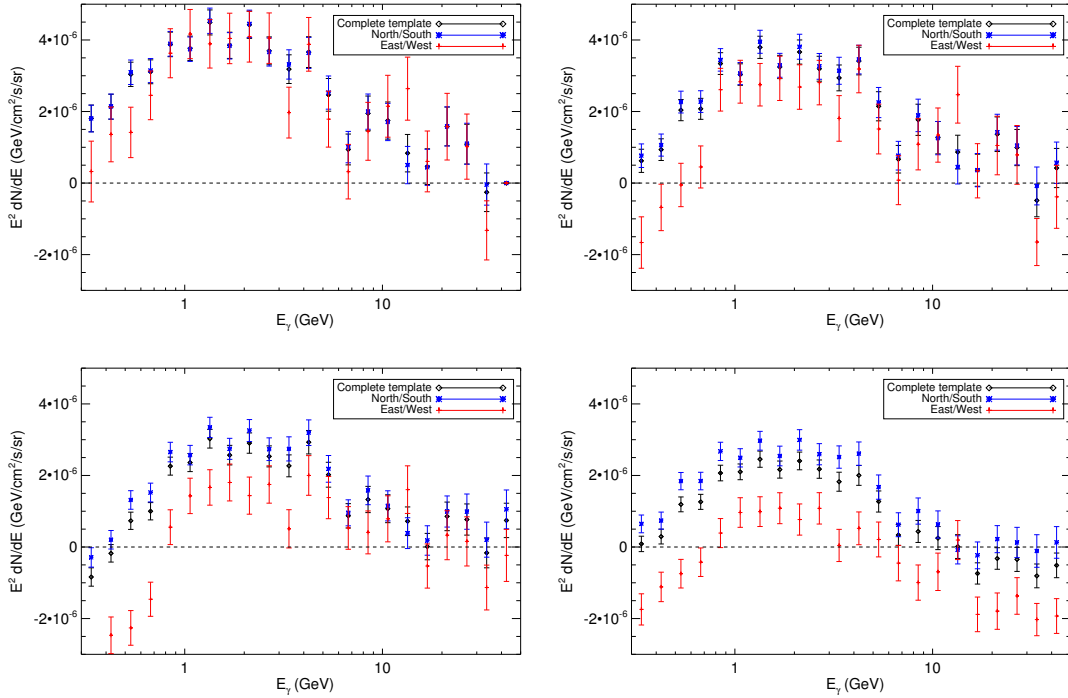 Complete template
North/South
East/West
4•10⁻⁶
2•10⁻⁶
0
-2•10⁻⁶
E² dN/dE (GeV/cm²/s/sr)
1
10
E_γ (GeV)
Complete template
North/South
East/West
4•10⁻⁶
2•10⁻⁶
0
-2•10⁻⁶
E² dN/dE (GeV/cm²/s/sr)
1
10
E_γ (GeV)
Complete template
North/South
East/West
4•10⁻⁶
2•10⁻⁶
0
-2•10⁻⁶
E² dN/dE (GeV/cm²/s/sr)
1
10
E_γ (GeV)
Complete template
North/South
East/West
4•10⁻⁶
2•10⁻⁶
0
-2•10⁻⁶
E² dN/dE (GeV/cm²/s/sr)
1
10
E_γ (GeV)